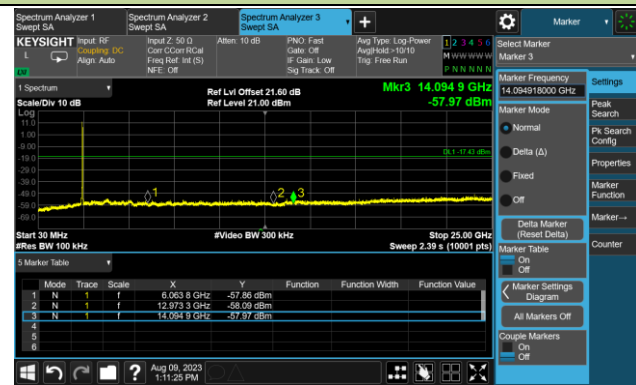 Spectrum Analyzer 1
Swept SA
Spectrum Analyzer 2
Swept SA
Spectrum Analyzer 3
Swept SA
Marker
KEYSIGHT
L
Input: RF
Coupling: DC
Align: Auto
Input Z: 50 Ω
Corr CCorr RCal
Freq Ref: Int (S)
NFE: Off
Atten: 10 dB
PNO: Fast
Gate: Off
IF Gain: Low
Sig Track: Off
Avg Type: Log-Power
Avg|Hold:>10/10
Trig: Free Run
1 2 3 4 5 6
M W W W W W
P N N N N N
Select Marker
Marker 3
1 Spectrum
Scale/Div 10 dB
Log
Ref Lvl Offset 21.60 dB
Ref Level 21.00 dBm
Mkr3 14.094 9 GHz
-57.97 dBm
11.0
1.00
-9.00
-19.0
-29.0
-39.0
-49.0
-59.0
-69.0
DL1 -17.43 dBm
1
2
3
Start 30 MHz
#Res BW 100 kHz
#Video BW 300 kHz
Stop 25.00 GHz
Sweep 2.39 s (10001 pts)
5 Marker Table
Mode Trace Scale X Y Function Function Width Function Value
1 N 1 f 6.063 8 GHz -57.86 dBm
2 N 1 f 12.973 3 GHz -58.09 dBm
3 N 1 f 14.094 9 GHz -57.97 dBm
4
5
6
Marker Frequency
14.094918000 GHz
Marker Mode
Normal
Delta (Δ)
Fixed
Off
Delta Marker
(Reset Delta)
Marker Table
On
Off
Marker Settings
Diagram
All Markers Off
Couple Markers
On
Off
Settings
Peak
Search
Pk Search
Config
Properties
Marker
Function
Marker→
Counter
?
Aug 09, 2023
1:11:25 PM